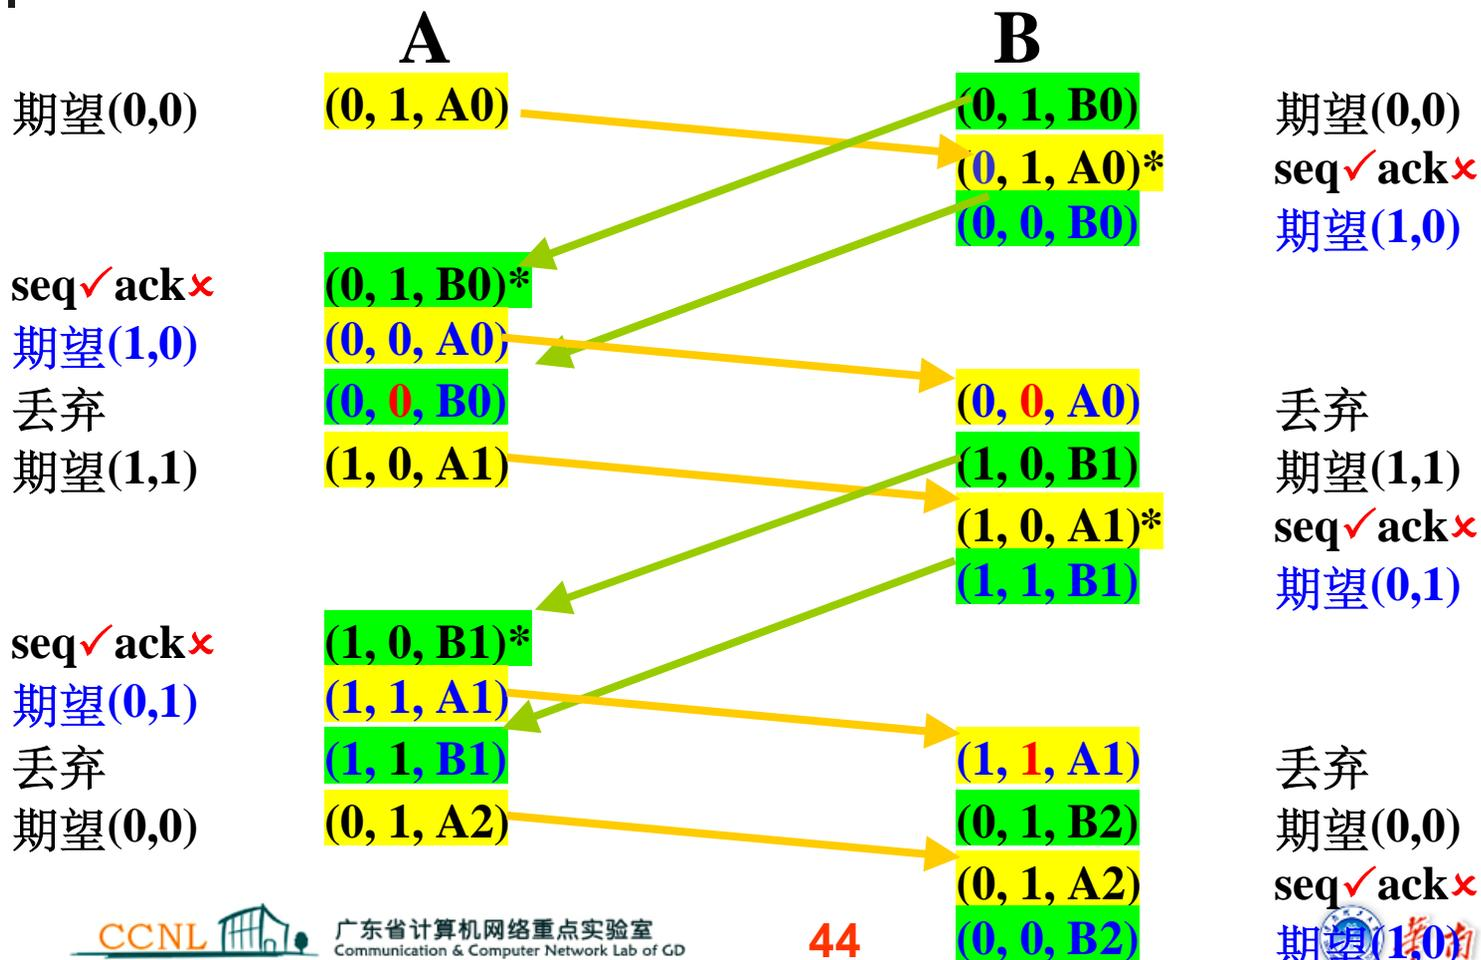 A B
期望(0,0) (0, 1, A0) (0, 1, B0) 期望(0,0)
(0, 1, A0)* seq✓ack✗
(0, 0, B0) 期望(1,0)
seq✓ack✗ (0, 1, B0)*
期望(1,0) (0, 0, A0)
丢弃 (0, 0, B0) (0, 0, A0) 丢弃
期望(1,1) (1, 0, A1) (1, 0, B1) 期望(1,1)
(1, 0, A1)* seq✓ack✗
(1, 1, B1) 期望(0,1)
seq✓ack✗ (1, 0, B1)*
期望(0,1) (1, 1, A1)
丢弃 (1, 1, B1) (1, 1, A1) 丢弃
期望(0,0) (0, 1, A2) (0, 1, B2) 期望(0,0)
(0, 1, A2) seq✓ack✗
(0, 0, B2) 期望(1,0)
CCNL 广东省计算机网络重点实验室
Communication & Computer Network Lab of GD
44
华南